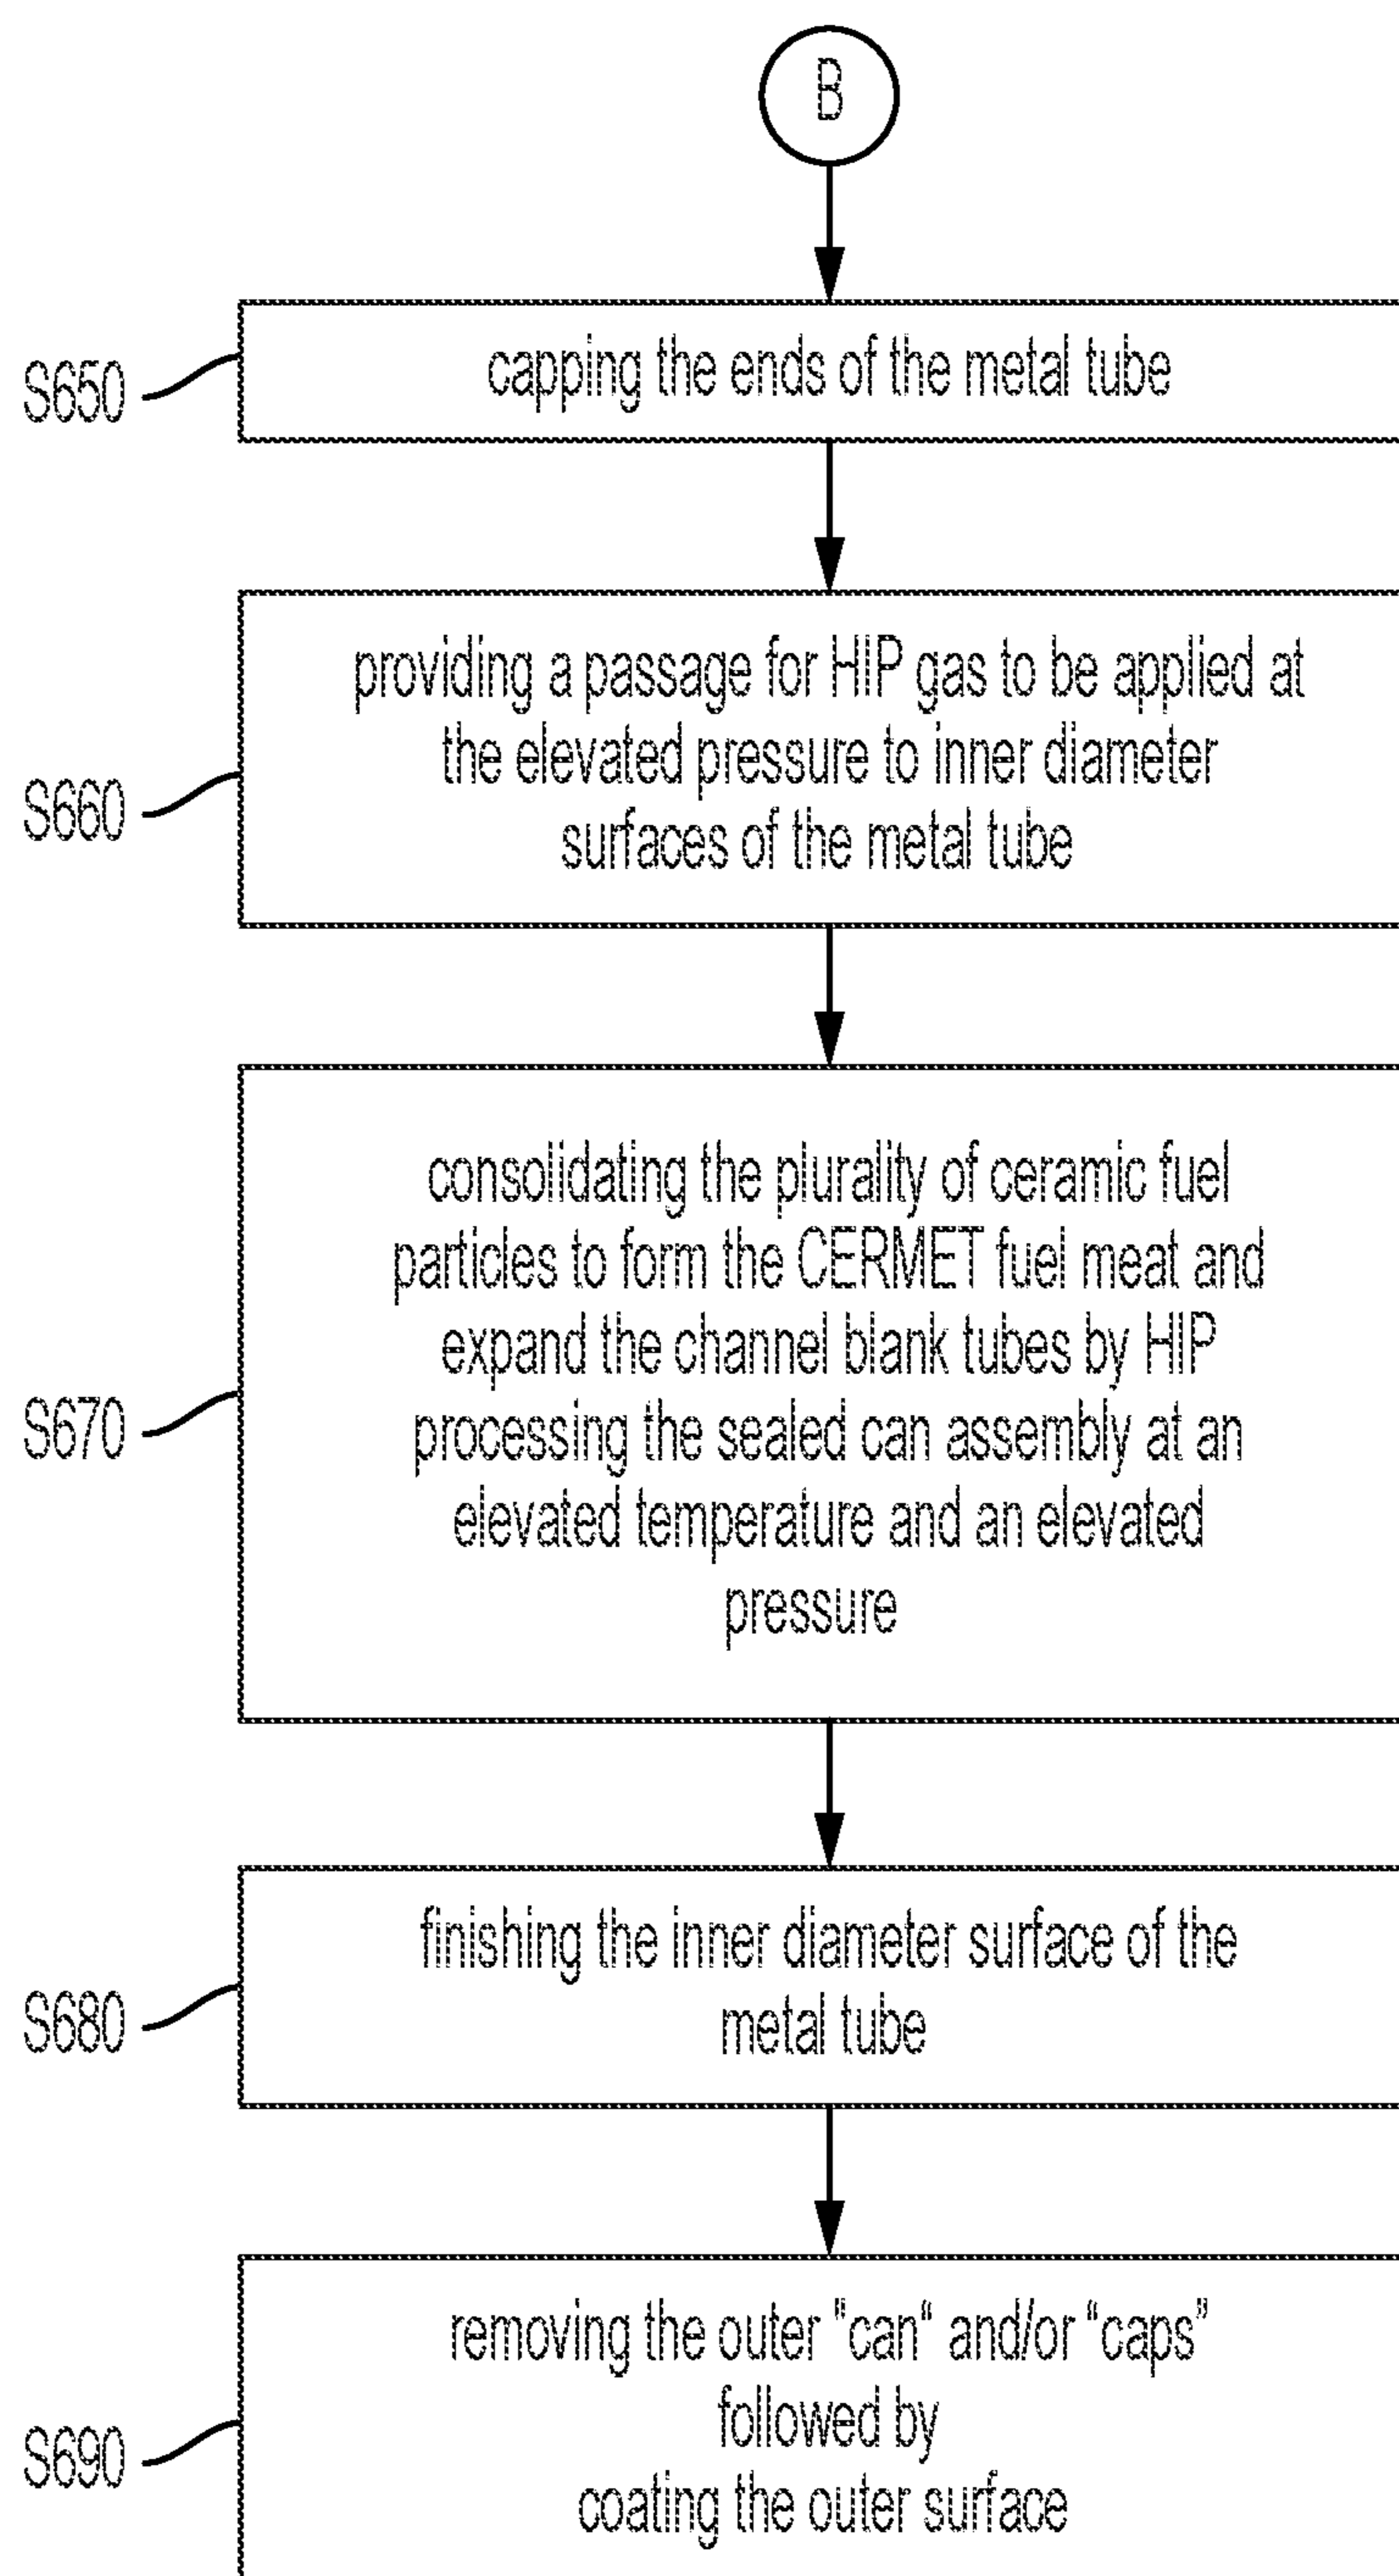 B
S650
capping the ends of the metal tube
S660
providing a passage for HIP gas to be applied at
the elevated pressure to inner diameter
surfaces of the metal tube
S670
consolidating the plurality of ceramic fuel
particles to form the CERMET fuel meat and
expand the channel blank tubes by HIP
processing the sealed can assembly at an
elevated temperature and an elevated
pressure
S680
finishing the inner diameter surface of the
metal tube
S690
removing the outer "can“ and/or “caps”
followed by
coating the outer surface